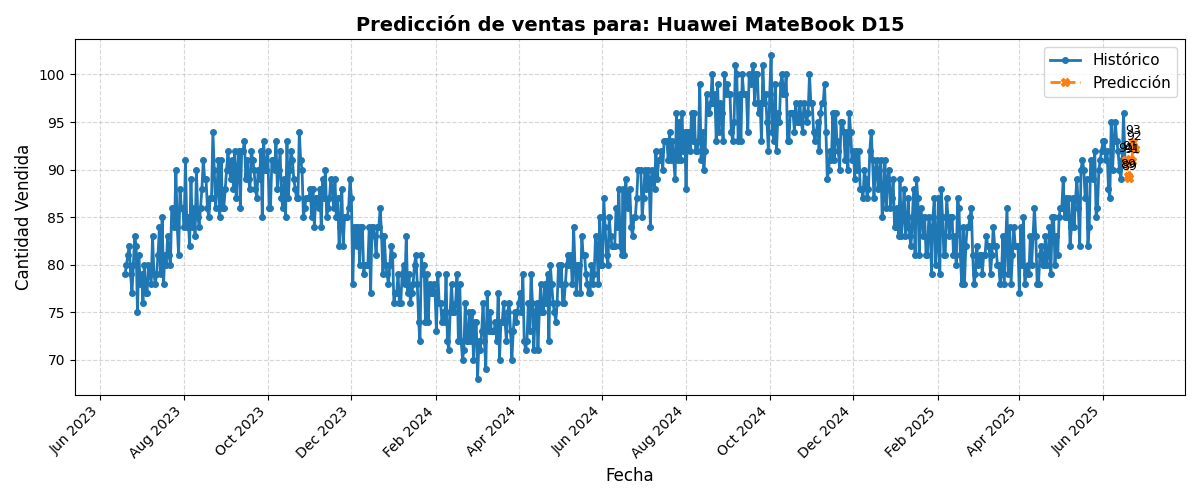 Predicción de ventas para: Huawei MateBook D15
Histórico
Predicción
Cantidad Vendida
100
95
90
85
80
75
70
93
92
91
89
Jun 2023
Aug 2023
Oct 2023
Dec 2023
Feb 2024
Apr 2024
Jun 2024
Aug 2024
Oct 2024
Dec 2024
Feb 2025
Apr 2025
Jun 2025
Fecha